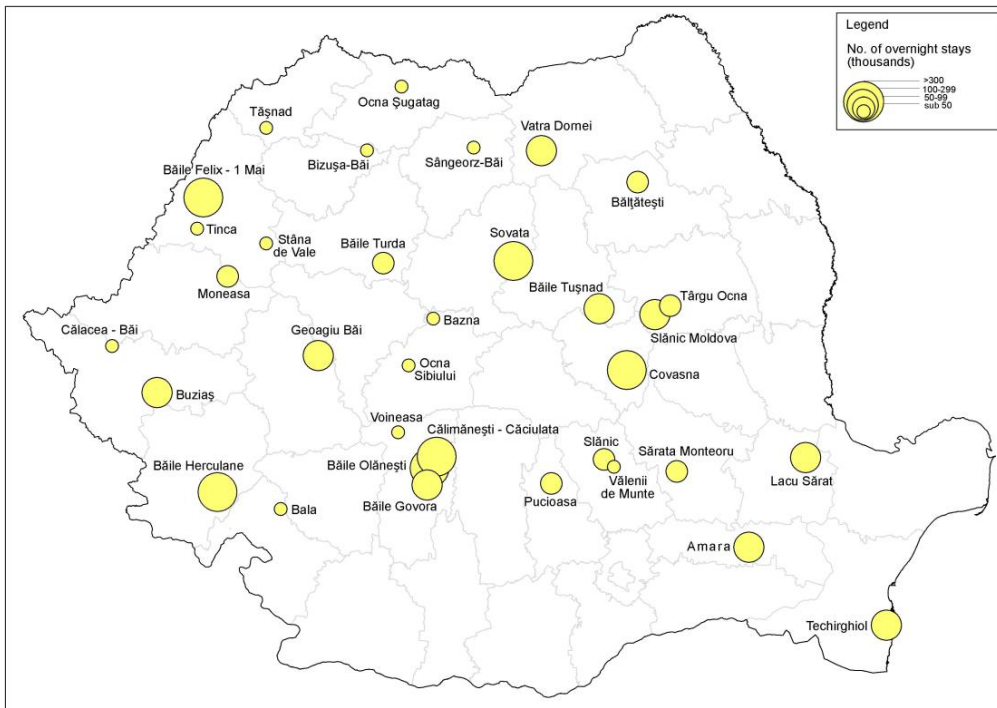 Legend
No. of overnight stays
(thousands)
>300
100-299
50-99
sub 50
Ocna Şugatag
Tăşnad
Vatra Dornei
Bizuşa-Băi
Sângeorz-Băi
Băile Felix - 1 Mai
Bălţăteşti
Tinca
Stâna
de Vale
Băile Turda
Sovata
Moneasa
Băile Tuşnad
Târgu Ocna
Bazna
Slănic Moldova
Călacea - Băi
Geoagiu Băi
Ocna
Sibiului
Covasna
Buziaş
Voineasa
Călimăneşti - Căciulata
Slănic
Sărata Monteoru
Băile Olăneşti
Vălenii
de Munte
Lacu Sărat
Băile Herculane
Băile Govora
Pucioasa
Bala
Amara
Techirghiol